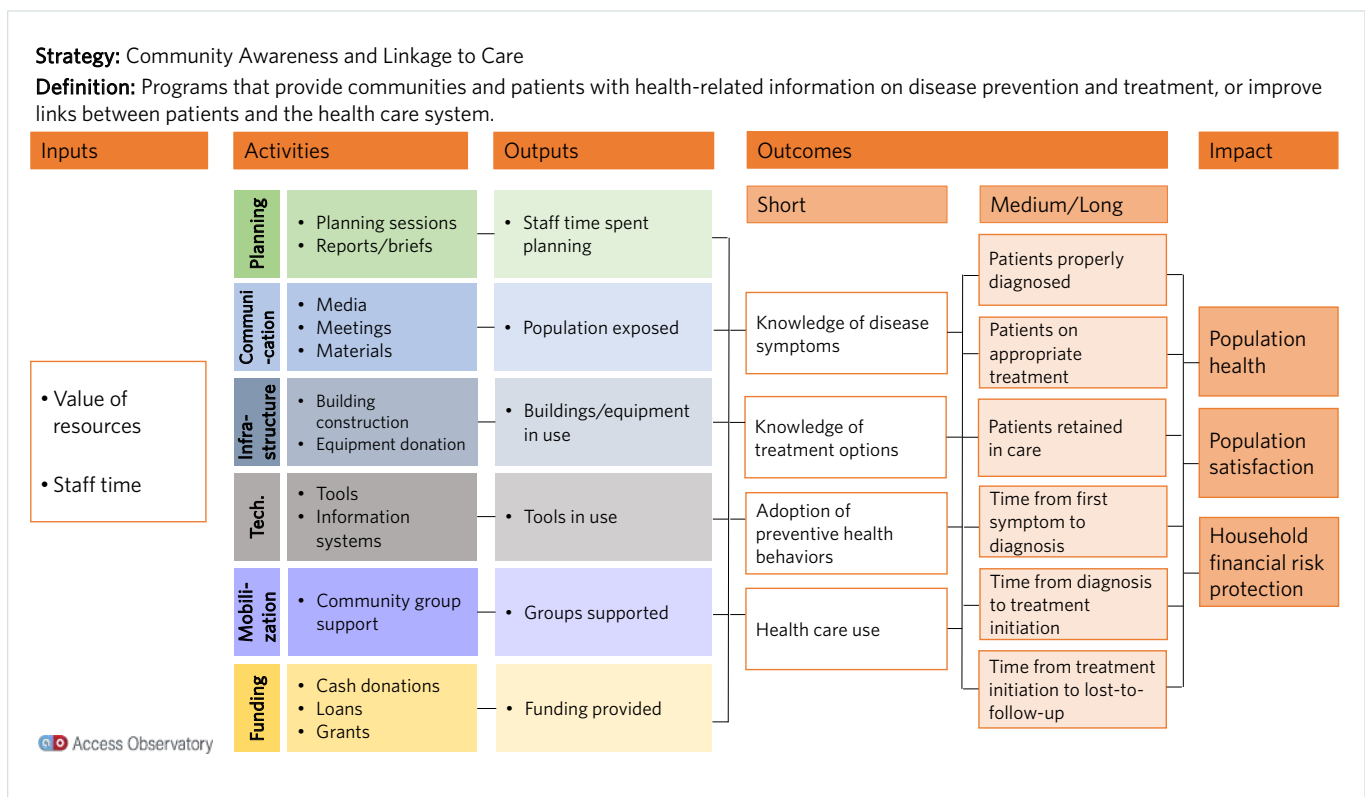 Strategy: Community Awareness and Linkage to Care
Definition: Programs that provide communities and patients with health-related information on disease prevention and treatment, or improve
links between patients and the health care system.
Inputs
Activities
Outputs
Outcomes
Impact
Short
Medium/Long
• Value of
resources
• Staff time
Planning
• Planning sessions
• Reports/briefs
• Staff time spent
planning
Communi
-cation
• Media
• Meetings
• Materials
• Population exposed
Infra-
structure
• Building
construction
• Equipment donation
• Buildings/equipment
in use
Tech.
• Tools
• Information
systems
• Tools in use
Mobili-
zation
• Community group
support
• Groups supported
Funding
• Cash donations
• Loans
• Grants
• Funding provided
Knowledge of disease
symptoms
Knowledge of
treatment options
Adoption of
preventive health
behaviors
Health care use
Patients properly
diagnosed
Patients on
appropriate
treatment
Patients retained
in care
Time from first
symptom to
diagnosis
Time from diagnosis
to treatment
initiation
Time from treatment
initiation to lost-to-
follow-up
Population
health
Population
satisfaction
Household
financial risk
protection
Access Observatory